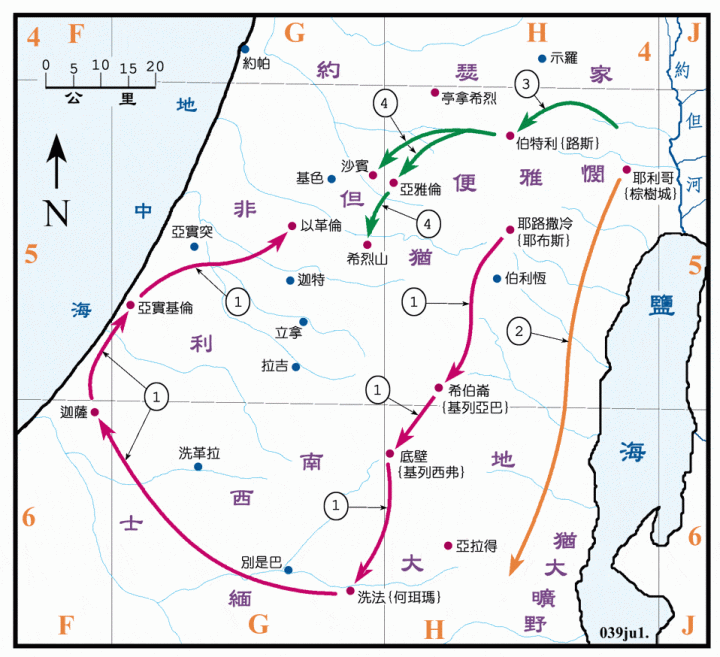 4
F
G
H
J
0 5 10 15 20
公 里
約帕
約
瑟
家
示羅
4
約
但
河
地
中
海
亭拿希烈
3
4
伯特利{路斯}
沙賓
基色
亞雅倫
但
便
雅
憫
耶利哥
{棕樹城}
N
非
以革倫
4
亞實突
希烈山
猶
耶路撒冷
{耶布斯}
5
5
迦特
伯利恆
1
1
亞實基倫
鹽
海
利
立拿
2
拉吉
1
1
希伯崙
{基列亞巴}
迦薩
洗革拉
南
底壁
{基列西弗}
地
西
1
6
士
亞拉得
猶
大
曠
野
6
別是巴
大
緬
洗法{何珥瑪}
F
G
H
039ju1.
J